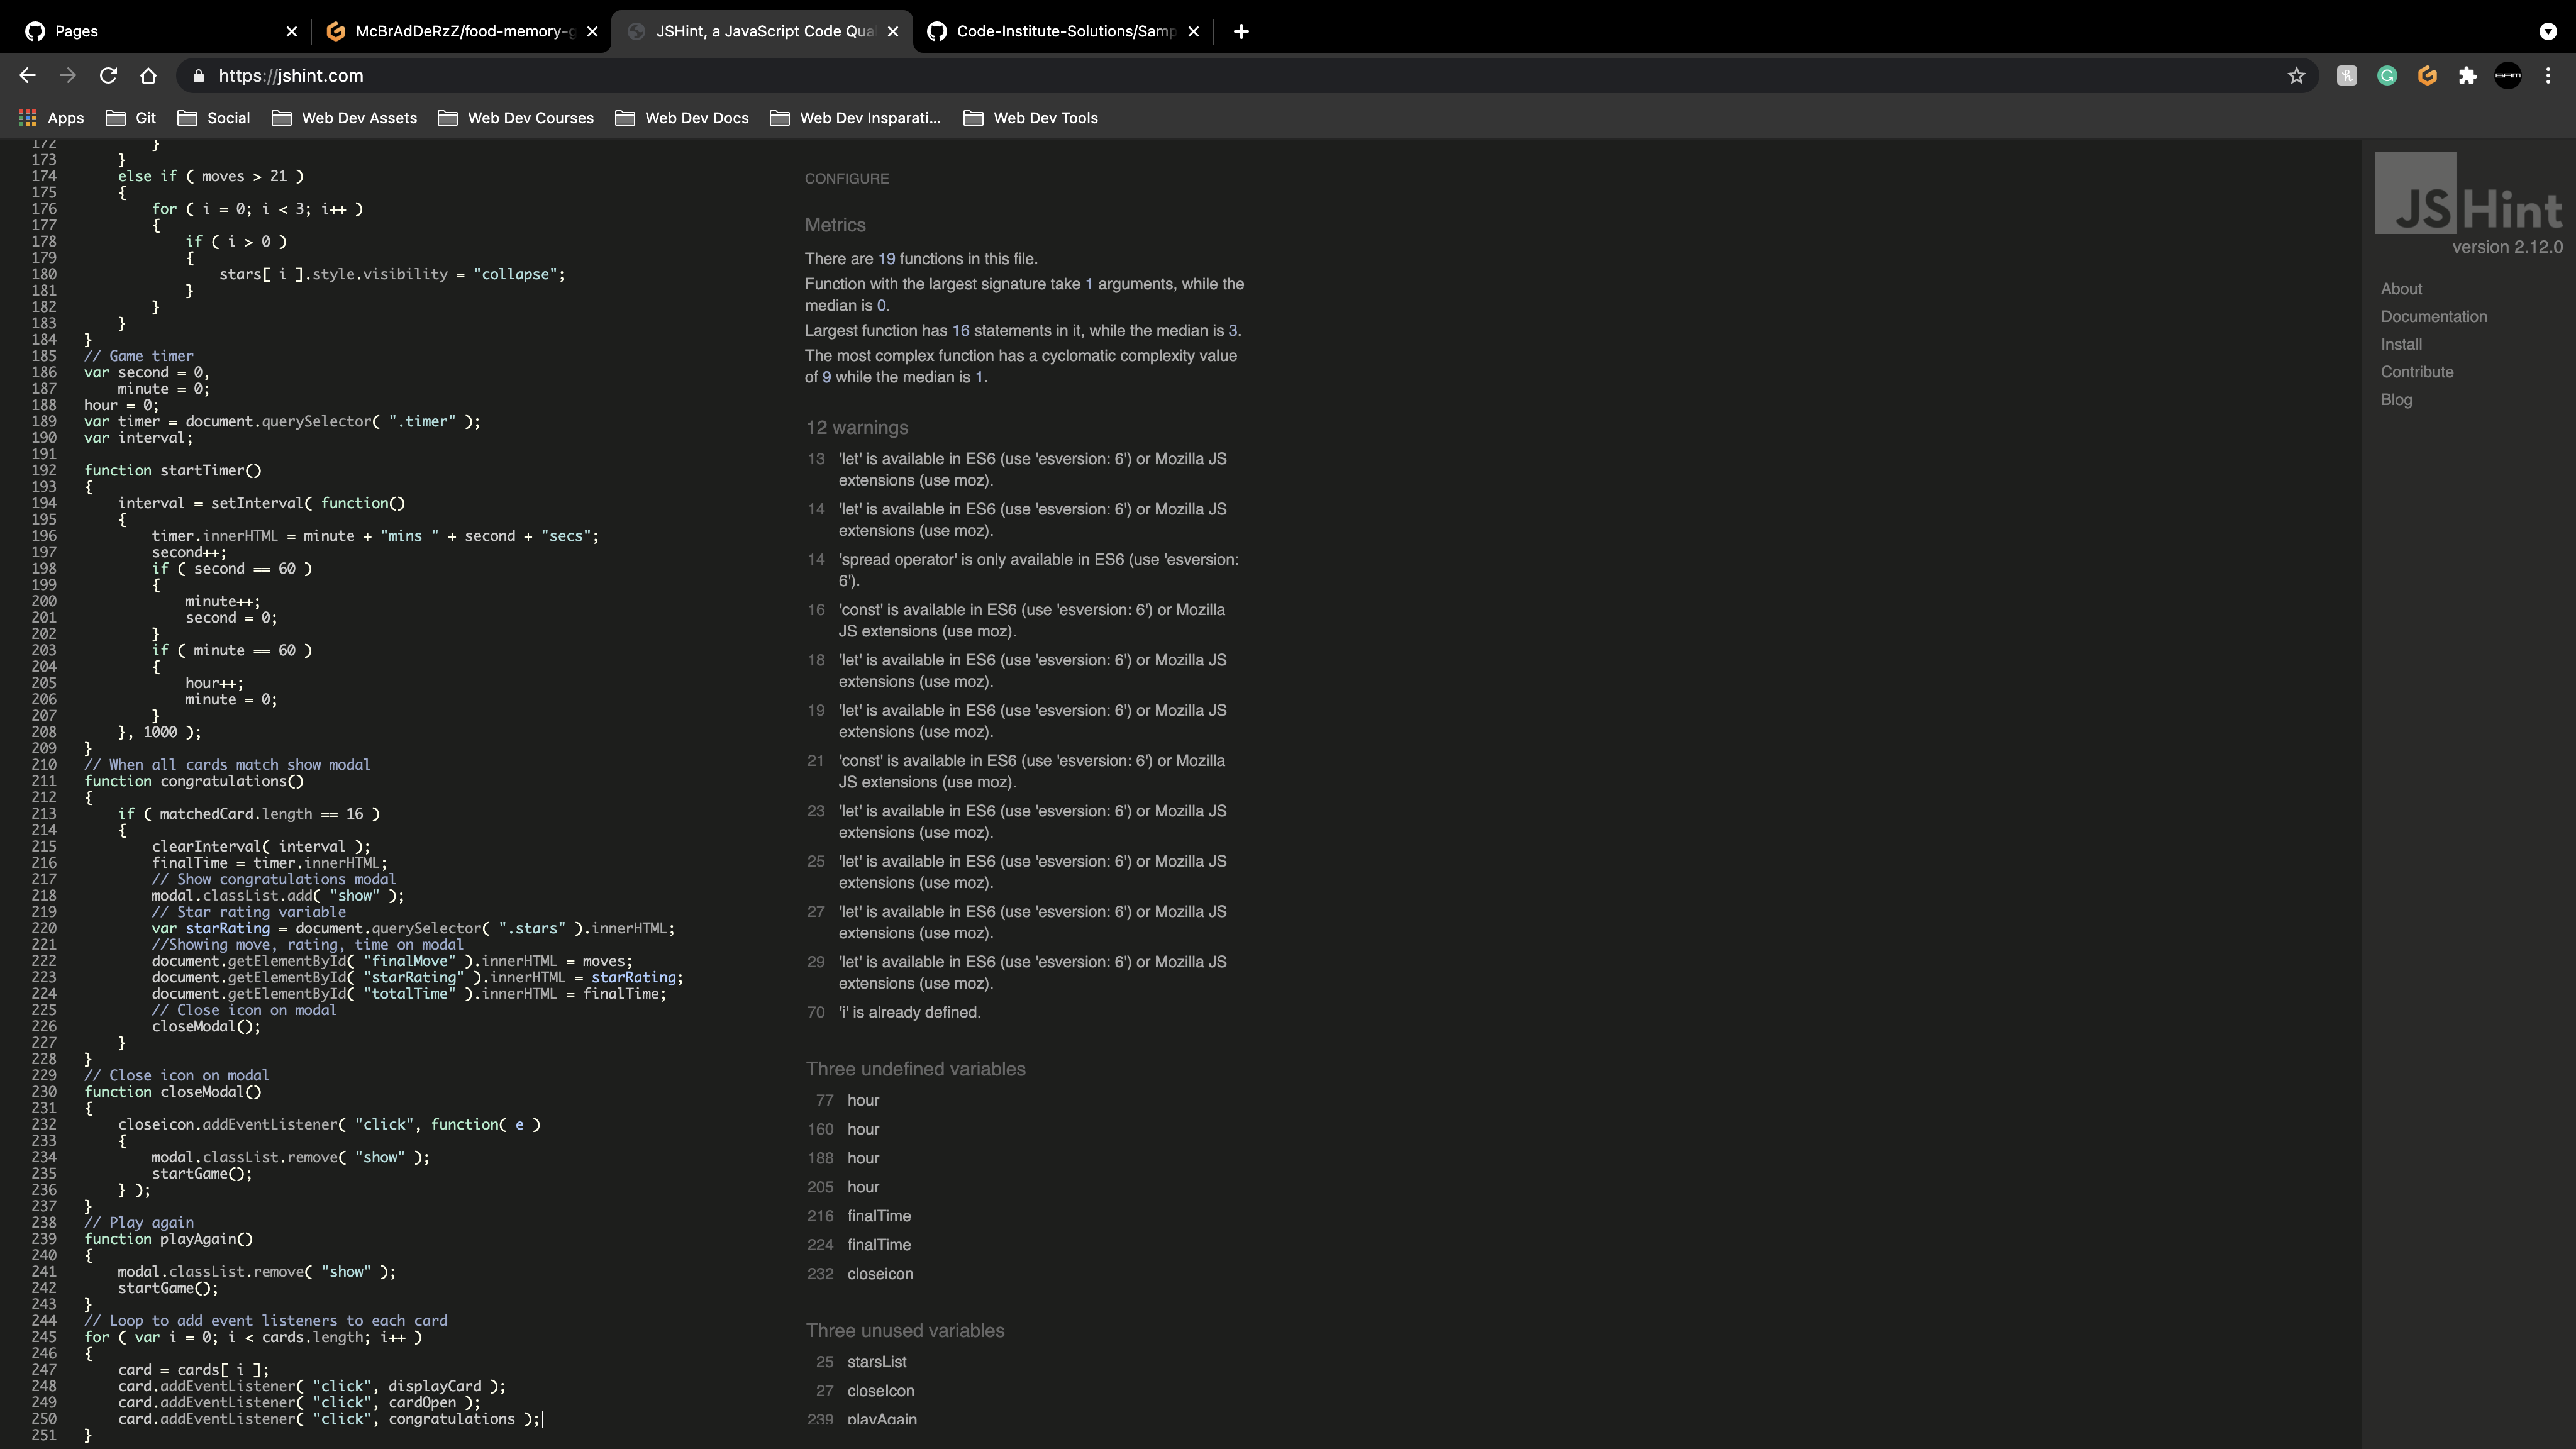 Pages
McBrAdDeRzZ/food-memory-g
JSHint, a JavaScript Code Qua
Code-Institute-Solutions/Samp
https://jshint.com
Apps
Git
Social
Web Dev Assets
Web Dev Courses
Web Dev Docs
Web Dev Insparati...
Web Dev Tools
172 }
173 }
174 else if ( moves > 21 )
175 {
176 for ( i = 0; i < 3; i++ )
177 {
178 if ( i > 0 )
179 {
180 stars[ i ].style.visibility = "collapse";
181 }
182 }
183 }
184 }
185 // Game timer
186 var second = 0,
187 minute = 0;
188 hour = 0;
189 var timer = document.querySelector( ".timer" );
190 var interval;
191
192 function startTimer()
193 {
194 interval = setInterval( function()
195 {
196 timer.innerHTML = minute + "mins " + second + "secs";
197 second++;
198 if ( second == 60 )
199 {
200 minute++;
201 second = 0;
202 }
203 if ( minute == 60 )
204 {
205 hour++;
206 minute = 0;
207 }
208 }, 1000 );
209 }
210 // When all cards match show modal
211 function congratulations()
212 {
213 if ( matchedCard.length == 16 )
214 {
215 clearInterval( interval );
216 finalTime = timer.innerHTML;
217 // Show congratulations modal
218 modal.classList.add( "show" );
219 // Star rating variable
220 var starRating = document.querySelector( ".stars" ).innerHTML;
221 //Showing move, rating, time on modal
222 document.getElementById( "finalMove" ).innerHTML = moves;
223 document.getElementById( "starRating" ).innerHTML = starRating;
224 document.getElementById( "totalTime" ).innerHTML = finalTime;
225 // Close icon on modal
226 closeModal();
227 }
228 }
229 // Close icon on modal
230 function closeModal()
231 {
232 closeicon.addEventListener( "click", function( e )
233 {
234 modal.classList.remove( "show" );
235 startGame();
236 } );
237 }
238 // Play again
239 function playAgain()
240 {
241 modal.classList.remove( "show" );
242 startGame();
243 }
244 // Loop to add event listeners to each card
245 for ( var i = 0; i < cards.length; i++ )
246 {
247 card = cards[ i ];
248 card.addEventListener( "click", displayCard );
249 card.addEventListener( "click", cardOpen );
250 card.addEventListener( "click", congratulations );
251 }
CONFIGURE
Metrics
There are 19 functions in this file.
Function with the largest signature take 1 arguments, while the
median is 0.
Largest function has 16 statements in it, while the median is 3.
The most complex function has a cyclomatic complexity value
of 9 while the median is 1.
12 warnings
13 'let' is available in ES6 (use 'esversion: 6') or Mozilla JS
extensions (use moz).
14 'let' is available in ES6 (use 'esversion: 6') or Mozilla JS
extensions (use moz).
14 'spread operator' is only available in ES6 (use 'esversion:
6').
16 'const' is available in ES6 (use 'esversion: 6') or Mozilla
JS extensions (use moz).
18 'let' is available in ES6 (use 'esversion: 6') or Mozilla JS
extensions (use moz).
19 'let' is available in ES6 (use 'esversion: 6') or Mozilla JS
extensions (use moz).
21 'const' is available in ES6 (use 'esversion: 6') or Mozilla
JS extensions (use moz).
23 'let' is available in ES6 (use 'esversion: 6') or Mozilla JS
extensions (use moz).
25 'let' is available in ES6 (use 'esversion: 6') or Mozilla JS
extensions (use moz).
27 'let' is available in ES6 (use 'esversion: 6') or Mozilla JS
extensions (use moz).
29 'let' is available in ES6 (use 'esversion: 6') or Mozilla JS
extensions (use moz).
70 'i' is already defined.
Three undefined variables
77 hour
160 hour
188 hour
205 hour
216 finalTime
224 finalTime
232 closeicon
Three unused variables
25 starsList
27 closeIcon
239 playAgain
JSHint
version 2.12.0
About
Documentation
Install
Contribute
Blog